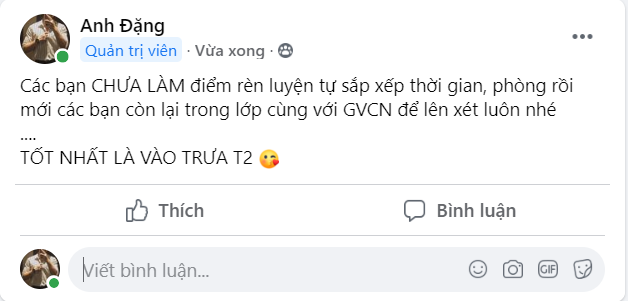 Anh Đặng
Quản trị viên · Vừa xong ·
Các bạn CHƯA LÀM điểm rèn luyện tự sắp xếp thời gian, phòng rồi
mới các bạn còn lại trong lớp cùng với GVCN để lên xét luôn nhé
....
TỐT NHẤT LÀ VÀO TRƯA T2 😘
Thích Bình luận
Viết bình luận...
GIF